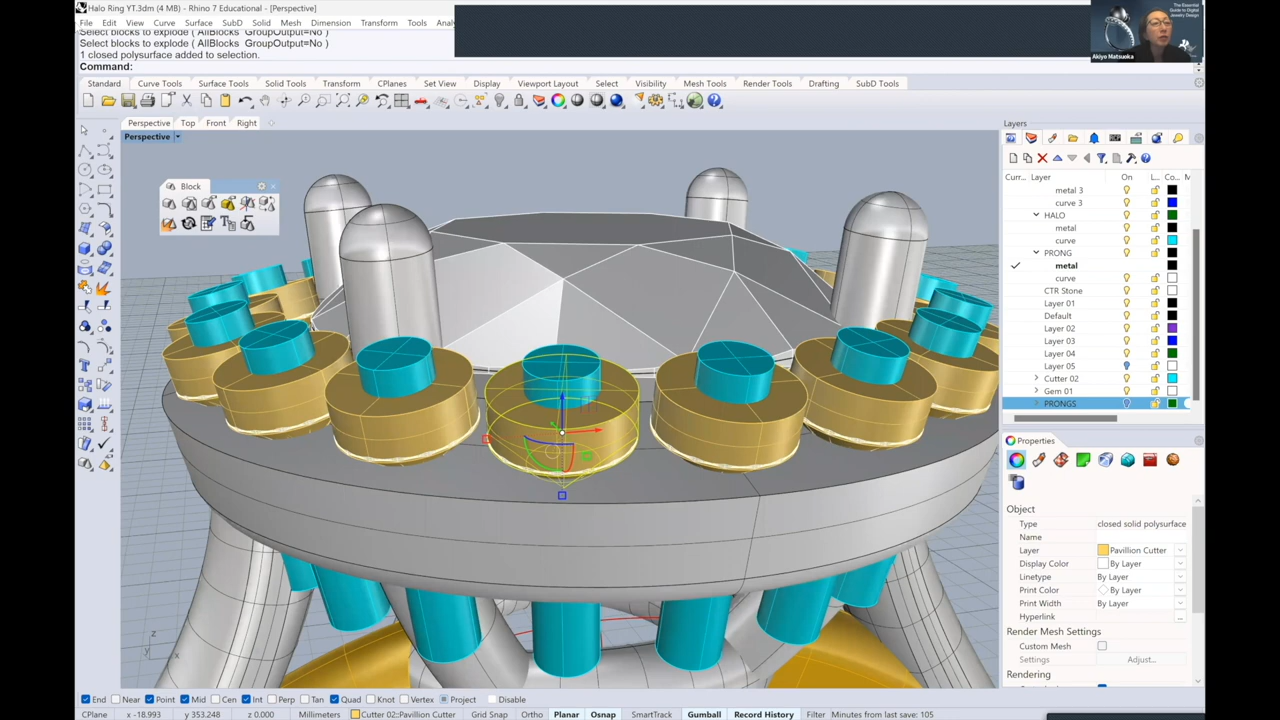 Halo Ring YT.3dm (4 MB) - Rhino 7 Educational - [Perspective]
File Edit View Curve Surface SubD Solid Mesh Dimension Transform Tools
Select blocks to explode ( AllBlocks GroupOutput=No )
Select blocks to explode ( AllBlocks GroupOutput=No )
1 closed polysurface added to selection.
Command:
The Essential
Guide to Digital
Jewelry Design
Akiyo Matsuoka
Standard Curve Tools Surface Tools Solid Tools Transform CPlanes Set View Display Viewport Layout Select Visibility Mesh Tools Render Tools Drafting SubD Tools
Perspective Top Front Right
Perspective
Block
Layers
Curr... Layer On L... Co... M
metal 3
curve 3
HALO
metal
curve
PRONG
metal
curve
CTR Stone
Layer 01
Default
Layer 02
Layer 03
Layer 04
Layer 05
Cutter 02
Gem 01
PRONGS
Properties
Object
Type closed solid polysurface
Name
Layer Pavillion Cutter
Display Color By Layer
Linetype By Layer
Print Color By Layer
Print Width By Layer
Hyperlink ...
Render Mesh Settings
Custom Mesh
Settings Adjust...
Rendering
z
y x
End Near Point Mid Cen Int Perp Tan Quad Knot Vertex Project Disable
CPlane x -18.993 y 353.248 z 0.000 Millimeters Cutter 02::Pavillion Cutter Grid Snap Ortho Planar Osnap SmartTrack Gumball Record History Filter Minutes from last save: 105